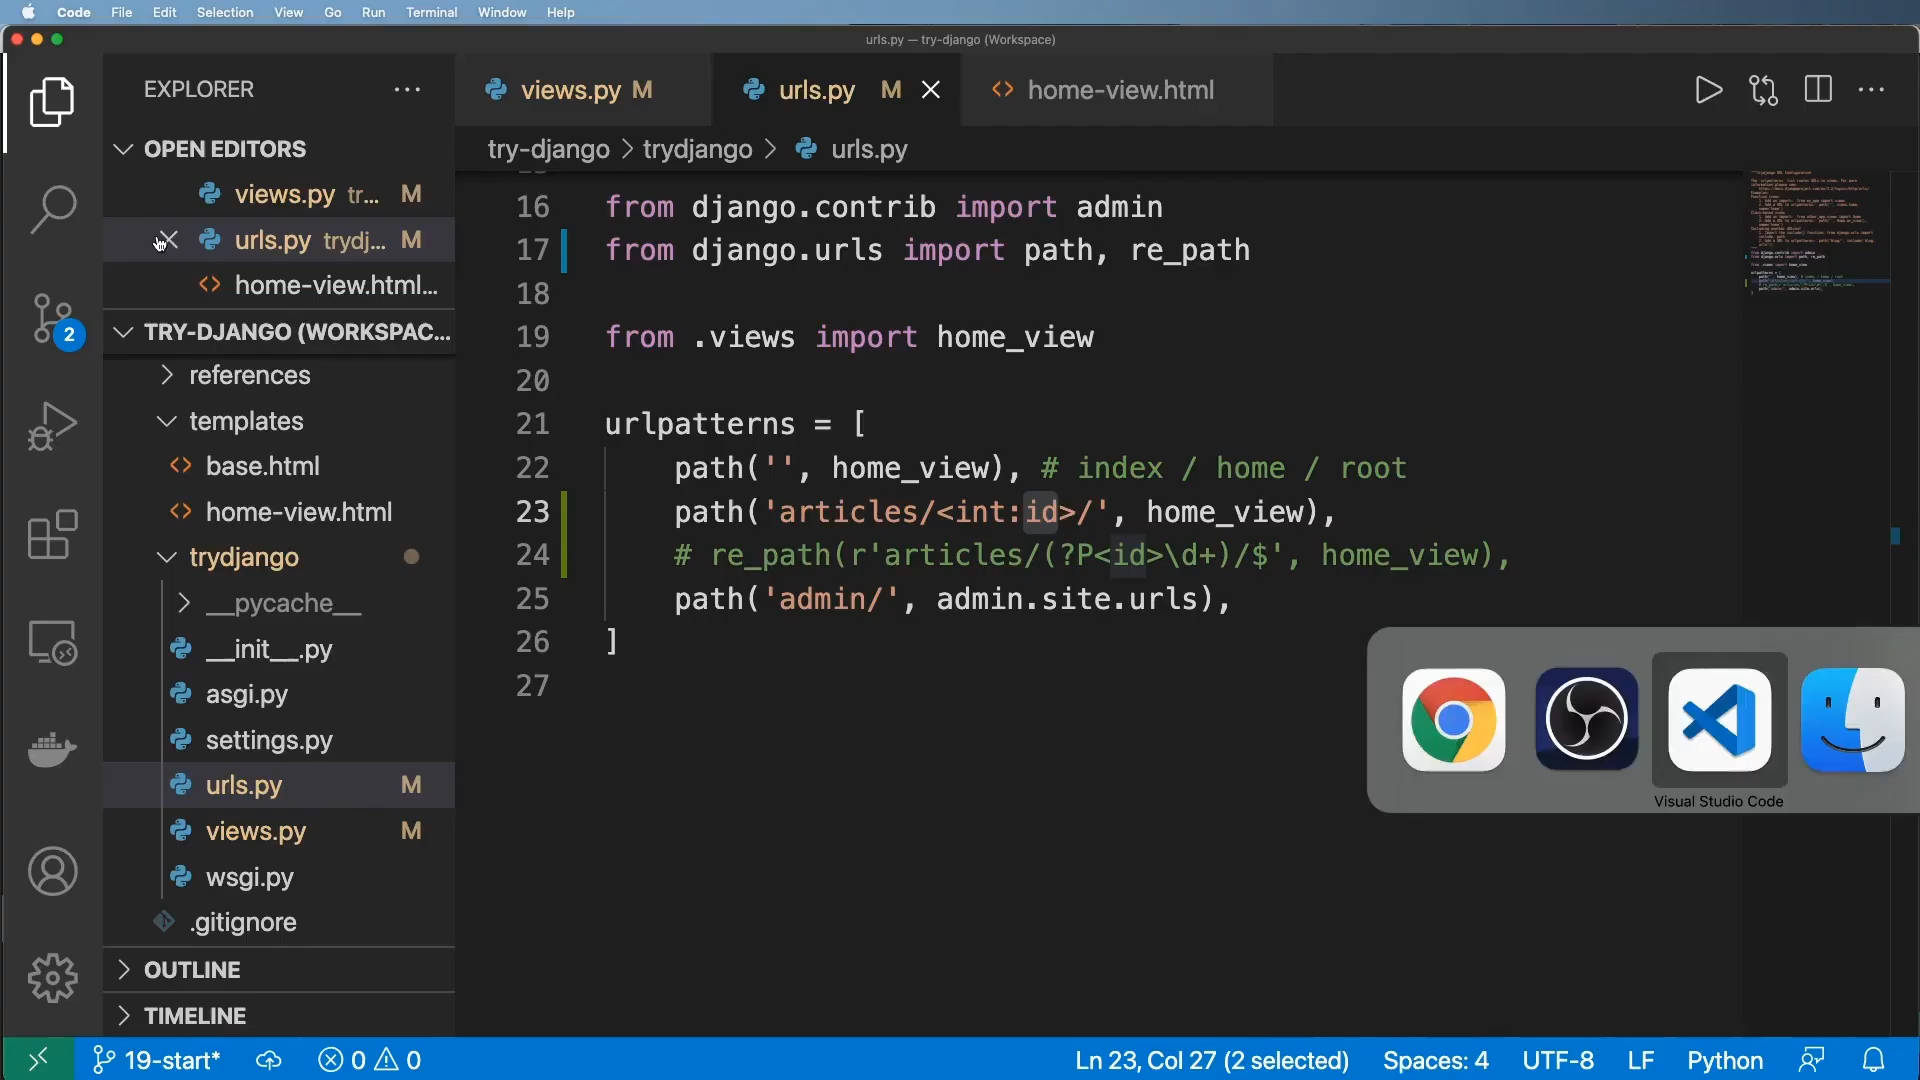 Code File Edit Selection View Go Run Terminal Window Help
urls.py — try-django (Workspace)
EXPLORER
OPEN EDITORS
views.py tr... M
urls.py trydj... M
home-view.html...
TRY-DJANGO (WORKSPAC...
references
templates
base.html
home-view.html
trydjango
__pycache__
__init__.py
asgi.py
settings.py
urls.py M
views.py M
wsgi.py
.gitignore
OUTLINE
TIMELINE
2
views.py M
urls.py M
home-view.html
try-django > trydjango > urls.py
16 from django.contrib import admin
17 from django.urls import path, re_path
18
19 from .views import home_view
20
21 urlpatterns = [
22 path('', home_view), # index / home / root
23 path('articles/<int:id>/', home_view),
24 # re_path(r'articles/(?P<id>\d+)/$', home_view),
25 path('admin/', admin.site.urls),
26 ]
27
Visual Studio Code
19-start* 0 0 Ln 23, Col 27 (2 selected) Spaces: 4 UTF-8 LF Python